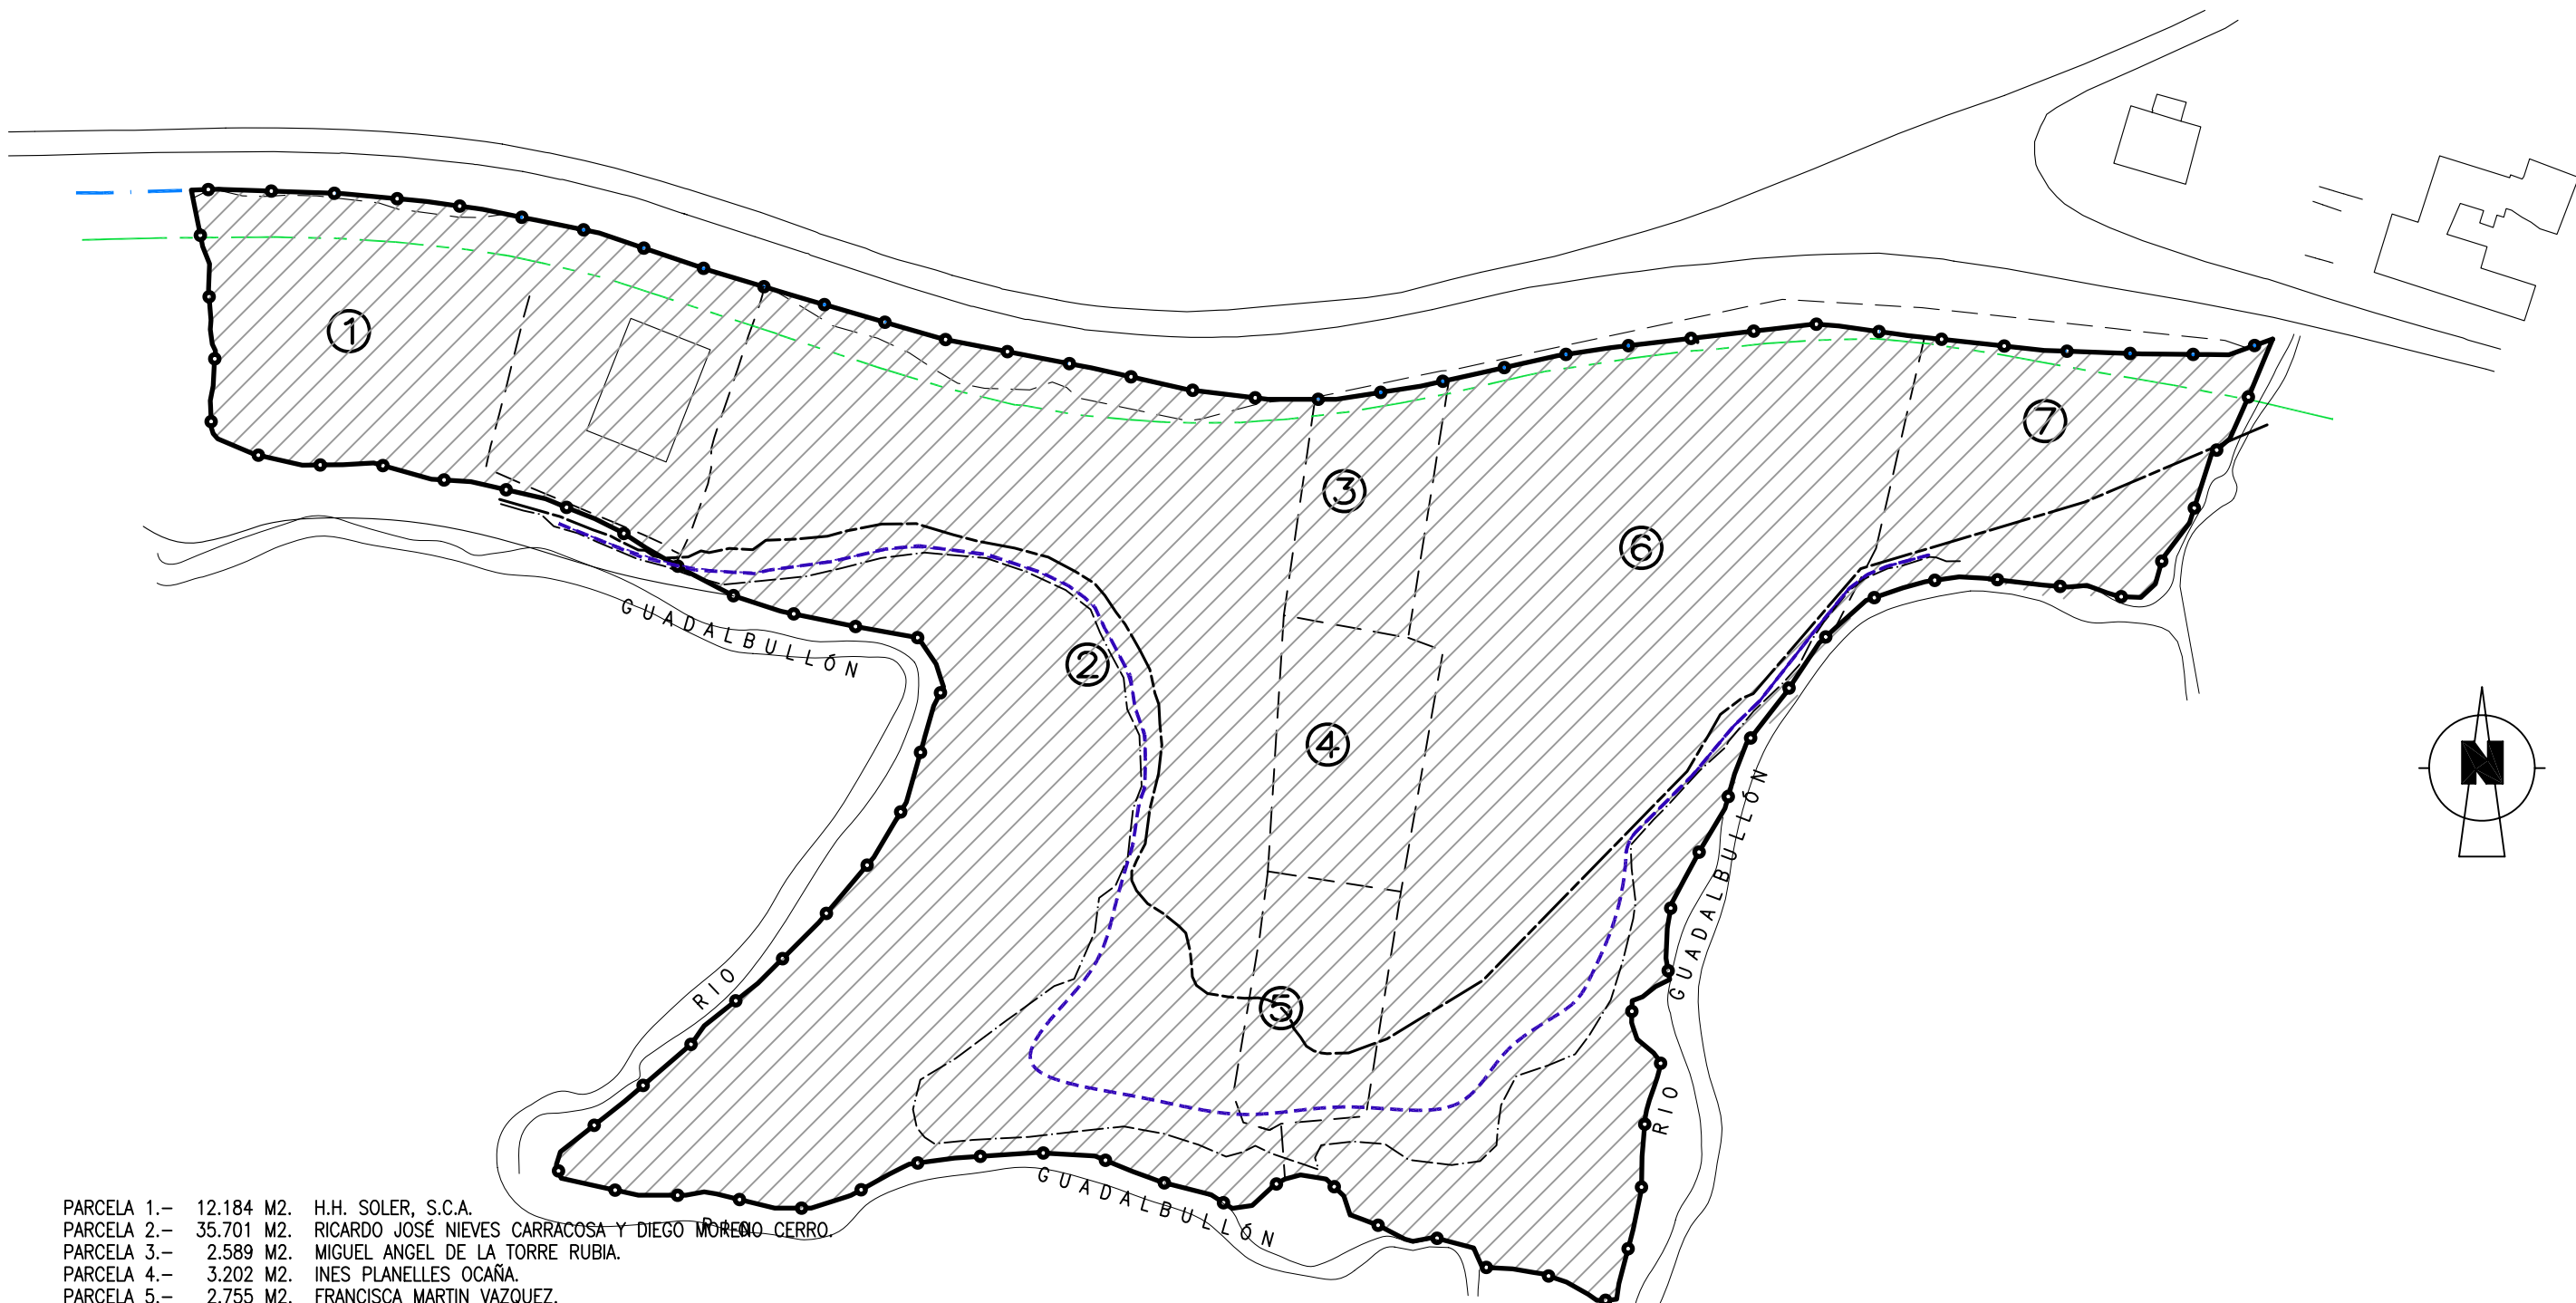 1
7
3
6
GUADALBULLÓN
2
4
N
GUADALBULLÓN
RIO
5
RIO
GUADALBULLÓN
RIO
PARCELA 1.- 12.184 M2. H.H. SOLER, S.C.A.
PARCELA 2.- 35.701 M2. RICARDO JOSÉ NIEVES CARRACOSA Y DIEGO MORENO CERRO.
PARCELA 3.- 2.589 M2. MIGUEL ANGEL DE LA TORRE RUBIA.
PARCELA 4.- 3.202 M2. INES PLANELLES OCAÑA.
PARCELA 5.- 2.755 M2. FRANCISCA MARTIN VAZQUEZ.